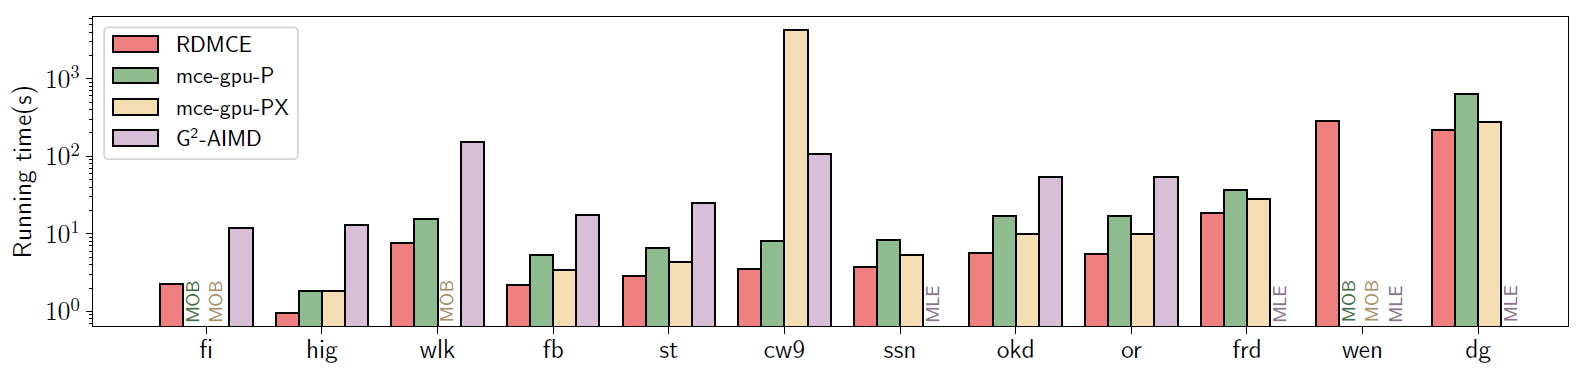 Running time(s)
10³
10²
10¹
10⁰
RDMCE
mce-gpu-P
mce-gpu-PX
G²-AIMD
MOB
MOB
MOB
MLE
MLE
MOB
MOB
MLE
MLE
fi hig wlk fb st cw9 ssn okd or frd wen dg